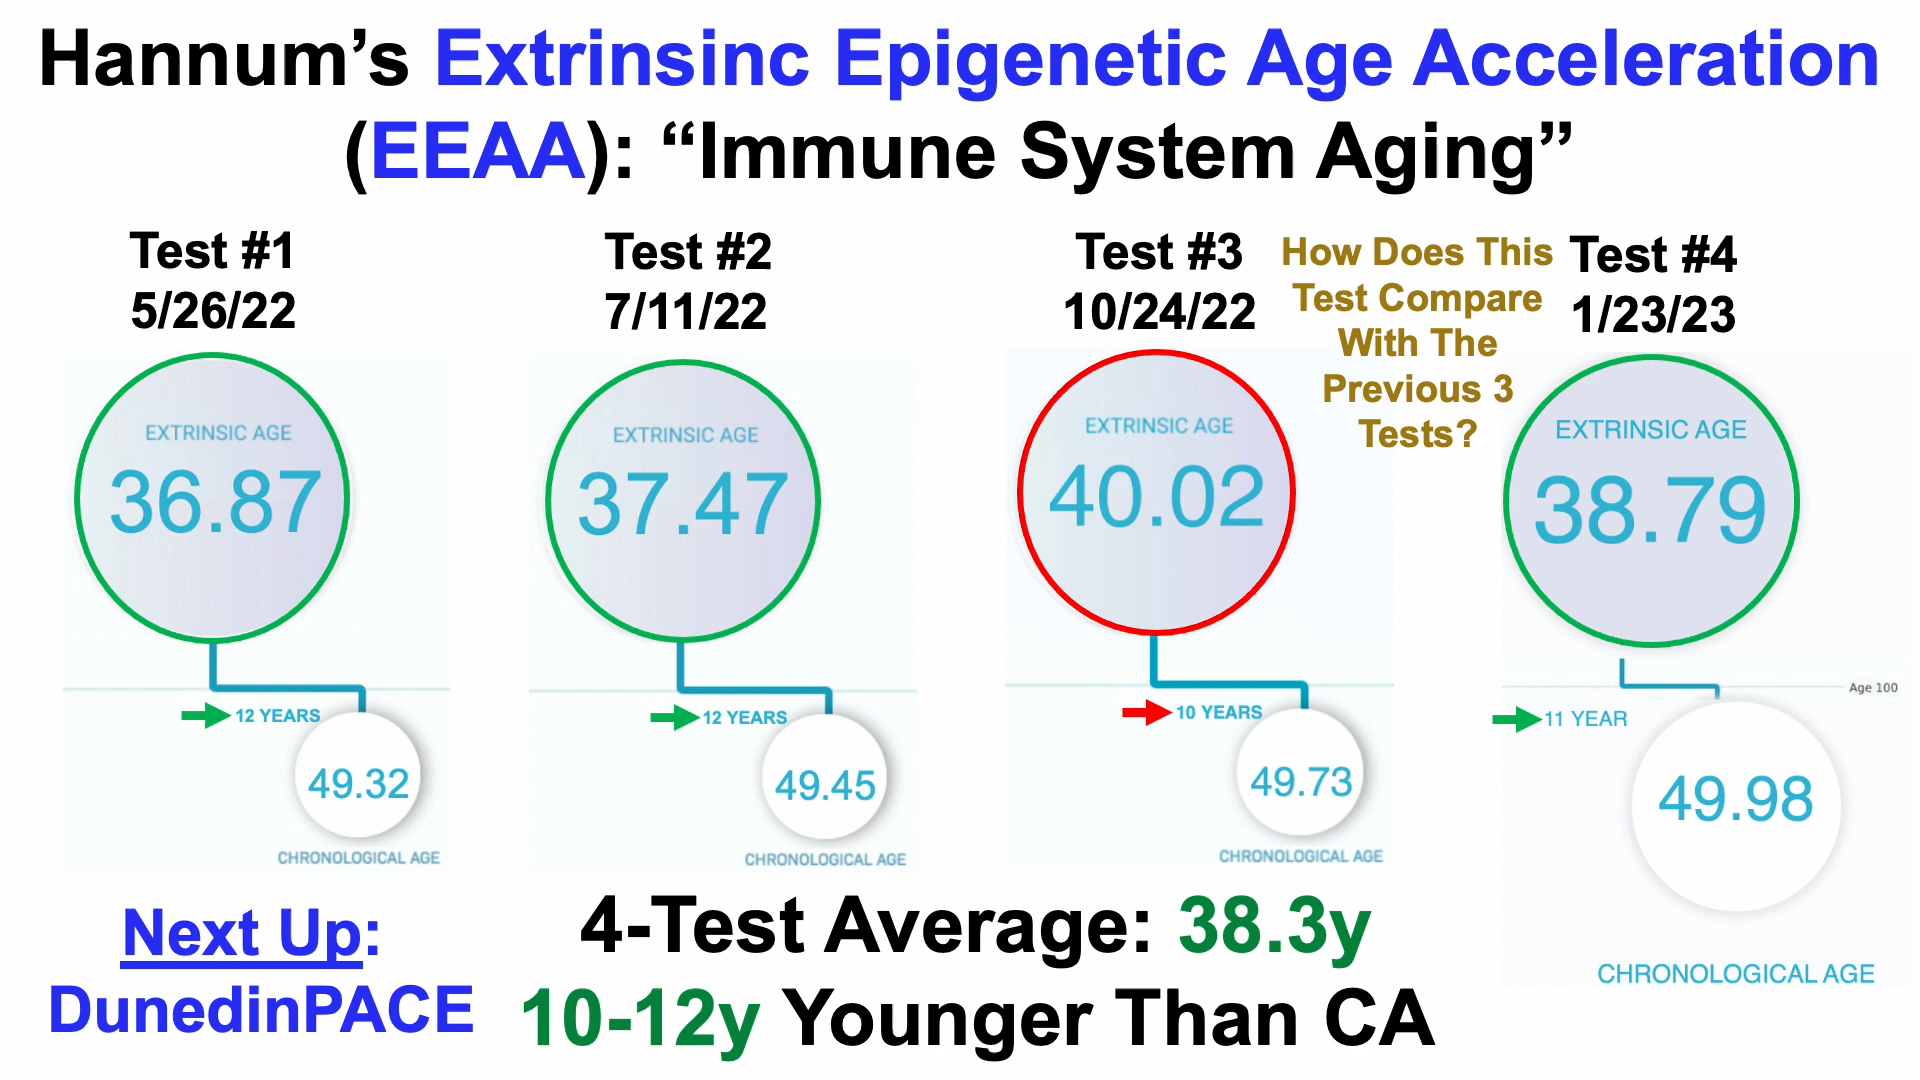 Hannum’s Extrinsinc Epigenetic Age Acceleration
(EEAA): “Immune System Aging”
Test #1
5/26/22
EXTRINSIC AGE
36.87
12 YEARS
49.32
CHRONOLOGICAL AGE
Test #2
7/11/22
EXTRINSIC AGE
37.47
12 YEARS
49.45
CHRONOLOGICAL AGE
Test #3
10/24/22
EXTRINSIC AGE
40.02
10 YEARS
49.73
CHRONOLOGICAL AGE
How Does This
Test Compare
With The
Previous 3
Tests?
Test #4
1/23/23
EXTRINSIC AGE
38.79
Age 100
11 YEAR
49.98
CHRONOLOGICAL AGE
Next Up:
DunedinPACE
4-Test Average: 38.3y
10-12y Younger Than CA